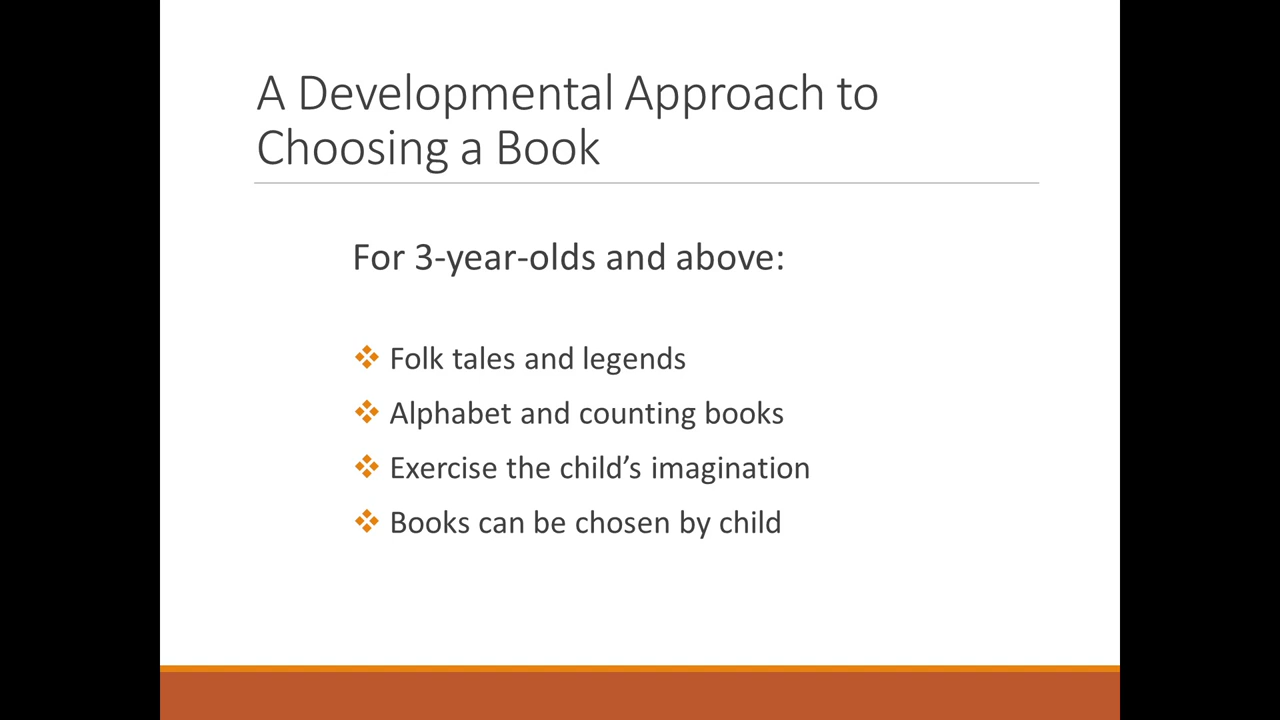 A Developmental Approach to
Choosing a Book
For 3-year-olds and above:
Folk tales and legends
Alphabet and counting books
Exercise the child’s imagination
Books can be chosen by child